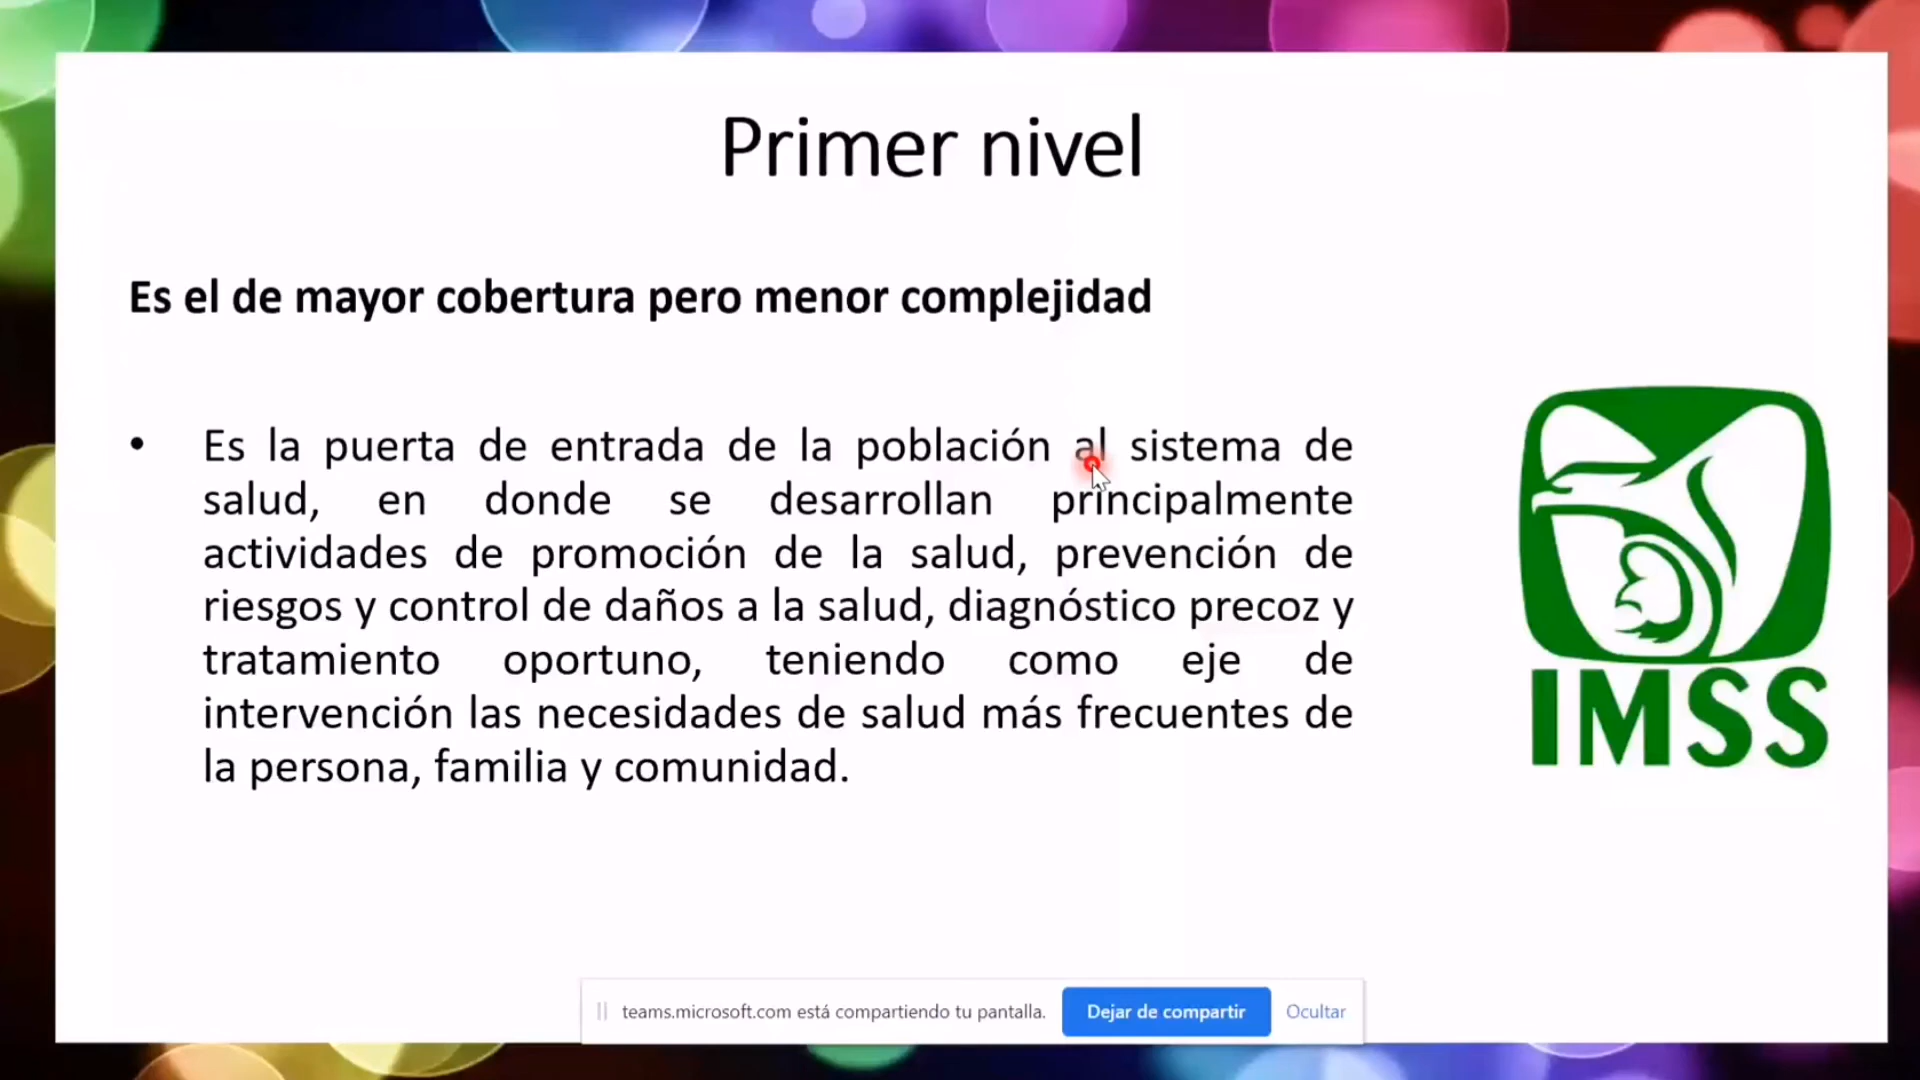 Primer nivel
Es el de mayor cobertura pero menor complejidad
• Es la puerta de entrada de la población al sistema de
salud, en donde se desarrollan principalmente
actividades de promoción de la salud, prevención de
riesgos y control de daños a la salud, diagnóstico precoz y
tratamiento oportuno, teniendo como eje de
intervención las necesidades de salud más frecuentes de
la persona, familia y comunidad.
IMSS
teams.microsoft.com está compartiendo tu pantalla. Dejar de compartir Ocultar